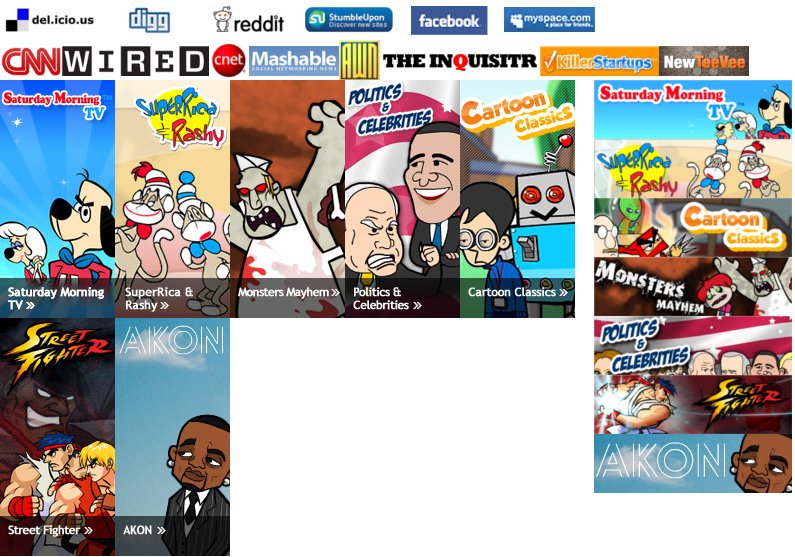 del.icio.us
digg
reddit
StumbleUpon
Discover new sites
facebook
myspace.com
a place for friends
CNN
WIRED
cnet
Mashable
SOCIAL NETWORKING NEWS
AWN
THE INQUISITR
KillerStartups
NewTeeVee
Saturday Morning
TV
SuperRica
& Rashy
POLITICS
&
CELEBRITIES
Cartoon
Classics
Saturday Morning
TV »
SuperRica &
Rashy »
Monsters Mayhem »
Politics &
Celebrities »
Cartoon Classics »
STREET
FIGHTER
AKON
Street Fighter »
AKON »
Saturday Morning
TV
SuperRica
& Rashy
Cartoon
Classics
MONSTERS
MAYHEM
POLITICS
&
CELEBRITIES
STREET
FIGHTER
AKON